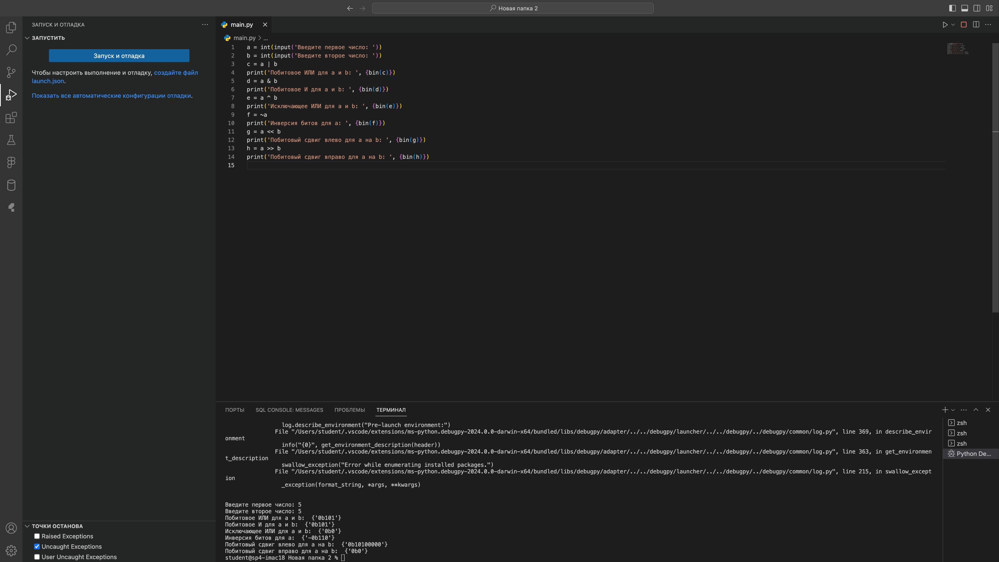 Новая папка 2
ЗАПУСК И ОТЛАДКА
ЗАПУСТИТЬ
Запуск и отладка
Чтобы настроить выполнение и отладку, создайте файл
launch.json.
Показать все автоматические конфигурации отладки.
main.py
main.py > ...
1 a = int(input('Введите первое число: '))
2 b = int(input('Введите второе число: '))
3 c = a | b
4 print('Побитовое ИЛИ для a и b: ', {bin(c)})
5 d = a & b
6 print('Побитовое И для a и b: ', {bin(d)})
7 e = a ^ b
8 print('Исключающее ИЛИ для a и b: ', {bin(e)})
9 f = ~a
10 print('Инверсия битов для a: ', {bin(f)})
11 g = a << b
12 print('Побитовый сдвиг влево для a на b: ', {bin(g)})
13 h = a >> b
14 print('Побитовый сдвиг вправо для a на b: ', {bin(h)})
15
ПОРТЫ SQL CONSOLE: MESSAGES ПРОБЛЕМЫ ТЕРМИНАЛ
log.describe_environment("Pre-launch environment:")
File "/Users/student/.vscode/extensions/ms-python.debugpy-2024.0.0-darwin-x64/bundled/libs/debugpy/adapter/../../debugpy/launcher/../../debugpy/../debugpy/common/log.py", line 369, in describe_envir
onment
info("{0}", get_environment_description(header))
File "/Users/student/.vscode/extensions/ms-python.debugpy-2024.0.0-darwin-x64/bundled/libs/debugpy/adapter/../../debugpy/launcher/../../debugpy/../debugpy/common/log.py", line 363, in get_environmen
t_description
swallow_exception("Error while enumerating installed packages.")
File "/Users/student/.vscode/extensions/ms-python.debugpy-2024.0.0-darwin-x64/bundled/libs/debugpy/adapter/../../debugpy/launcher/../../debugpy/../debugpy/common/log.py", line 215, in swallow_except
ion
_exception(format_string, *args, **kwargs)
Введите первое число: 5
Введите второе число: 5
Побитовое ИЛИ для a и b:  {'0b101'}
Побитовое И для a и b:  {'0b101'}
Исключающее ИЛИ для a и b:  {'0b0'}
Инверсия битов для a:  {'-0b110'}
Побитовый сдвиг влево для a на b:  {'0b10100000'}
Побитовый сдвиг вправо для a на b:  {'0b0'}
student@sp4-imac18 Новая папка 2 %
zsh
zsh
zsh
Python De...
ТОЧКИ ОСТАНОВА
Raised Exceptions
Uncaught Exceptions
User Uncaught Exceptions